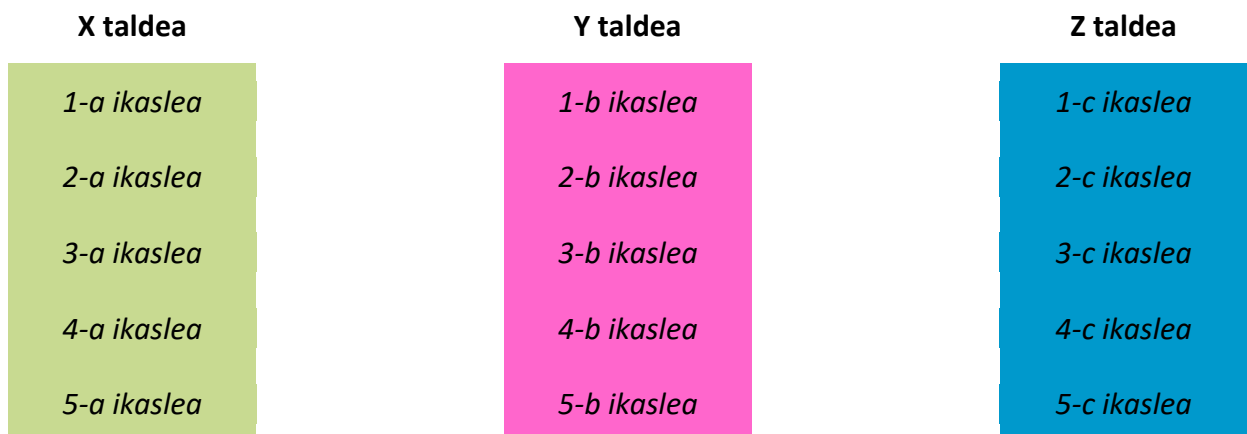 X taldea Y taldea Z taldea
1-a ikaslea 1-b ikaslea 1-c ikaslea
2-a ikaslea 2-b ikaslea 2-c ikaslea
3-a ikaslea 3-b ikaslea 3-c ikaslea
4-a ikaslea 4-b ikaslea 4-c ikaslea
5-a ikaslea 5-b ikaslea 5-c ikaslea